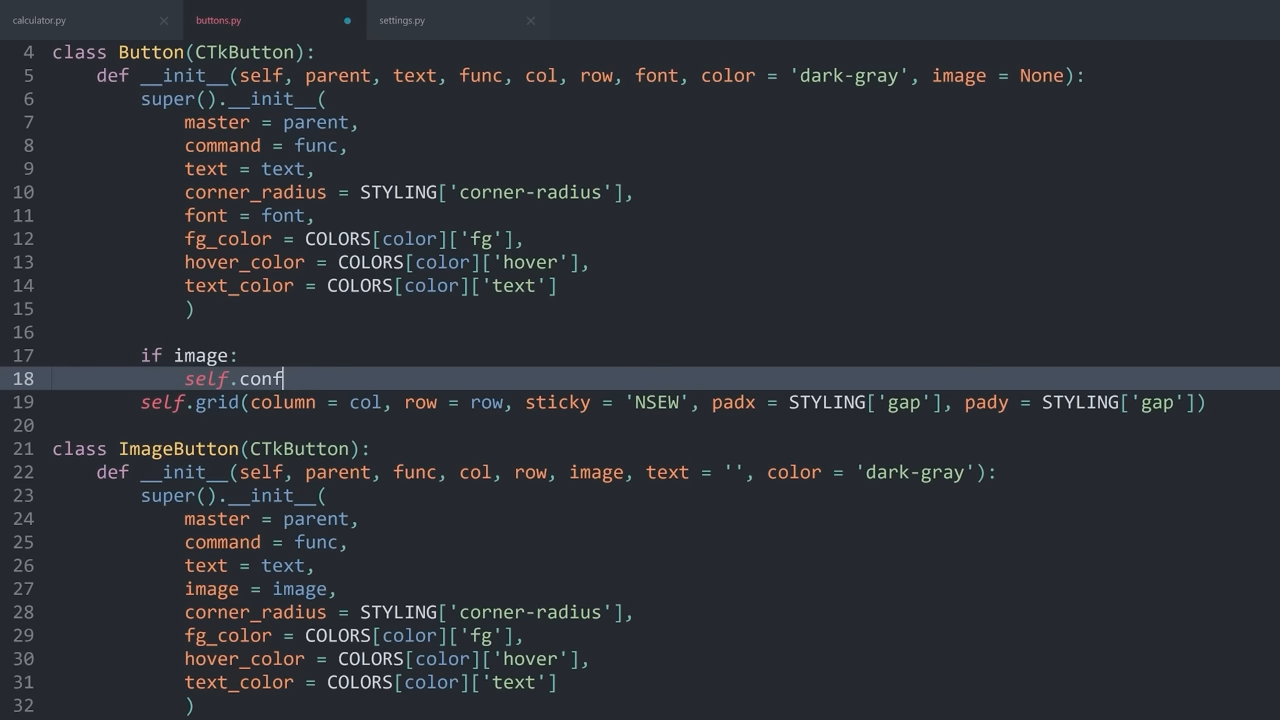 calculator.py
buttons.py
settings.py
4 class Button(CTkButton):
5     def __init__(self, parent, text, func, col, row, font, color = 'dark-gray', image = None):
6         super().__init__(
7             master = parent,
8             command = func,
9             text = text,
10             corner_radius = STYLING['corner-radius'],
11             font = font,
12             fg_color = COLORS[color]['fg'],
13             hover_color = COLORS[color]['hover'],
14             text_color = COLORS[color]['text']
15             )
16
17         if image:
18             self.conf
19         self.grid(column = col, row = row, sticky = 'NSEW', padx = STYLING['gap'], pady = STYLING['gap'])
20
21 class ImageButton(CTkButton):
22     def __init__(self, parent, func, col, row, image, text = '', color = 'dark-gray'):
23         super().__init__(
24             master = parent,
25             command = func,
26             text = text,
27             image = image,
28             corner_radius = STYLING['corner-radius'],
29             fg_color = COLORS[color]['fg'],
30             hover_color = COLORS[color]['hover'],
31             text_color = COLORS[color]['text']
32             )